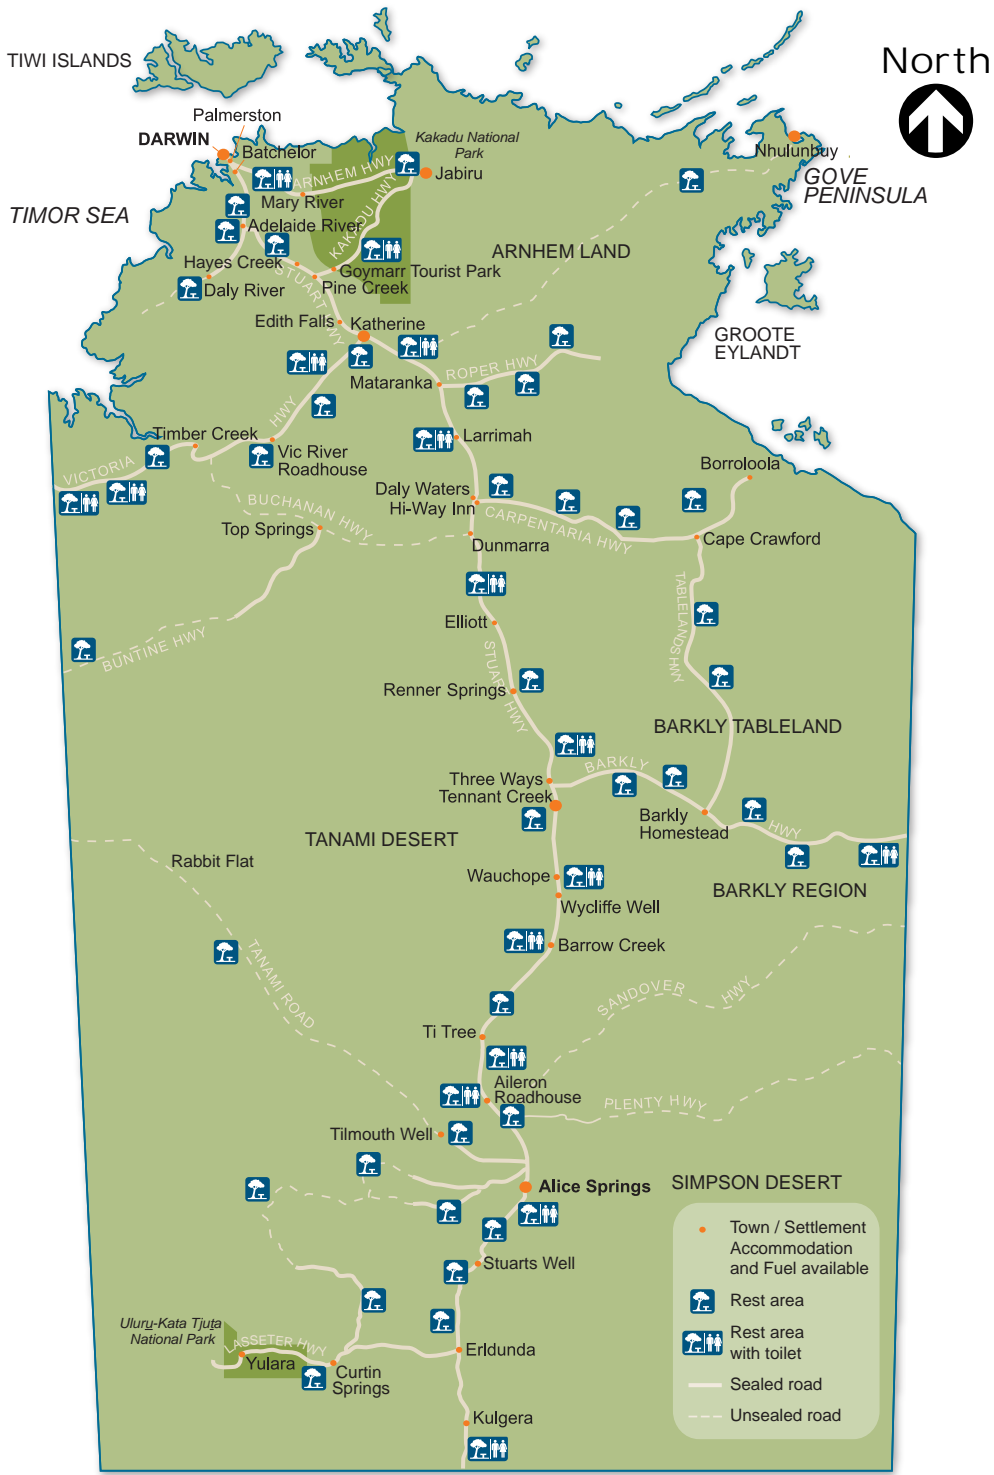 North
TIWI ISLANDS
Palmerston
DARWIN
Batchelor
Kakadu National
Park
Nhulunbuy
GOVE
PENINSULA
ARNHEM HWY
Jabiru
Mary River
TIMOR SEA
Adelaide River
KAKADU HWY
ARNHEM LAND
Hayes Creek
Goymarr Tourist Park
Daly River
Pine Creek
STUART HWY
Edith Falls
Katherine
GROOTE
EYLANDT
ROPER HWY
Mataranka
HWY
Timber Creek
Larrimah
Vic River
Roadhouse
VICTORIA
Borroloola
Daly Waters
Hi-Way Inn
BUCHANAN HWY
CARPENTARIA HWY
Top Springs
Dunmarra
Cape Crawford
TABLELANDS HWY
Elliott
BUNTINE HWY
STUART HWY
Renner Springs
BARKLY TABLELAND
BARKLY
Three Ways
Tennant Creek
Barkly
Homestead
HWY
TANAMI DESERT
Rabbit Flat
Wauchope
BARKLY REGION
Wycliffe Well
Barrow Creek
TANAMI ROAD
SANDOVER
HWY
Ti Tree
Aileron
Roadhouse
PLENTY HWY
Tilmouth Well
Alice Springs
SIMPSON DESERT
Town / Settlement
Accommodation
and Fuel available
Stuarts Well
Rest area
Uluru-Kata Tjuta
National Park
Rest area
with toilet
LASSETER HWY
Yulara
Curtin
Springs
Erldunda
Sealed road
Kulgera
Unsealed road